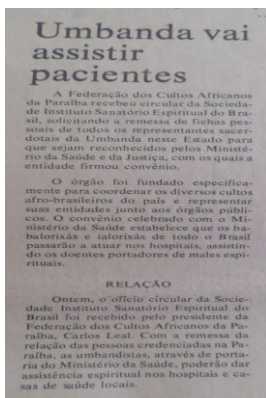 Umbanda vai
assistir
pacientes
A Federação dos Cultos Africanos
da Paraíba recebeu circular da Socieda-
de Instituto Sanatório Espiritual do Bra-
sil, solicitando a remessa de fichas pes-
soais de todos os representantes sacer-
dotais da Umbanda neste Estado para
que sejam reconhecidos pelos Ministé-
rio da Saúde e da Justiça, com os quais a
entidade firmou convênio.
O órgão foi fundado especifica-
mente para coordenar os diversos cultos
afro-brasileiros do país e representar
suas entidades junto aos órgãos públi-
cos. O convênio celebrado com o Mi-
nistério da Saúde estabelece que os ba-
balorixás e ialorixás de todo o Brasil
passarão a atuar nos hospitais, assistin-
do os doentes portadores de males espi-
rituais.
RELAÇÃO
Ontem, o ofício circular da Socie-
dade Instituto Sanatório Espiritual do
Brasil foi recebido pelo presidente da
Federação dos Cultos Africanos da Pa-
raíba, Carlos Leal. Com a remessa da
relação das pessoas credenciadas na Pa-
raíba, as umbandistas, através de porta-
ria do Ministério da Saúde, poderão dar
assistência espiritual nos hospitais e ca-
sas de saúde locais.